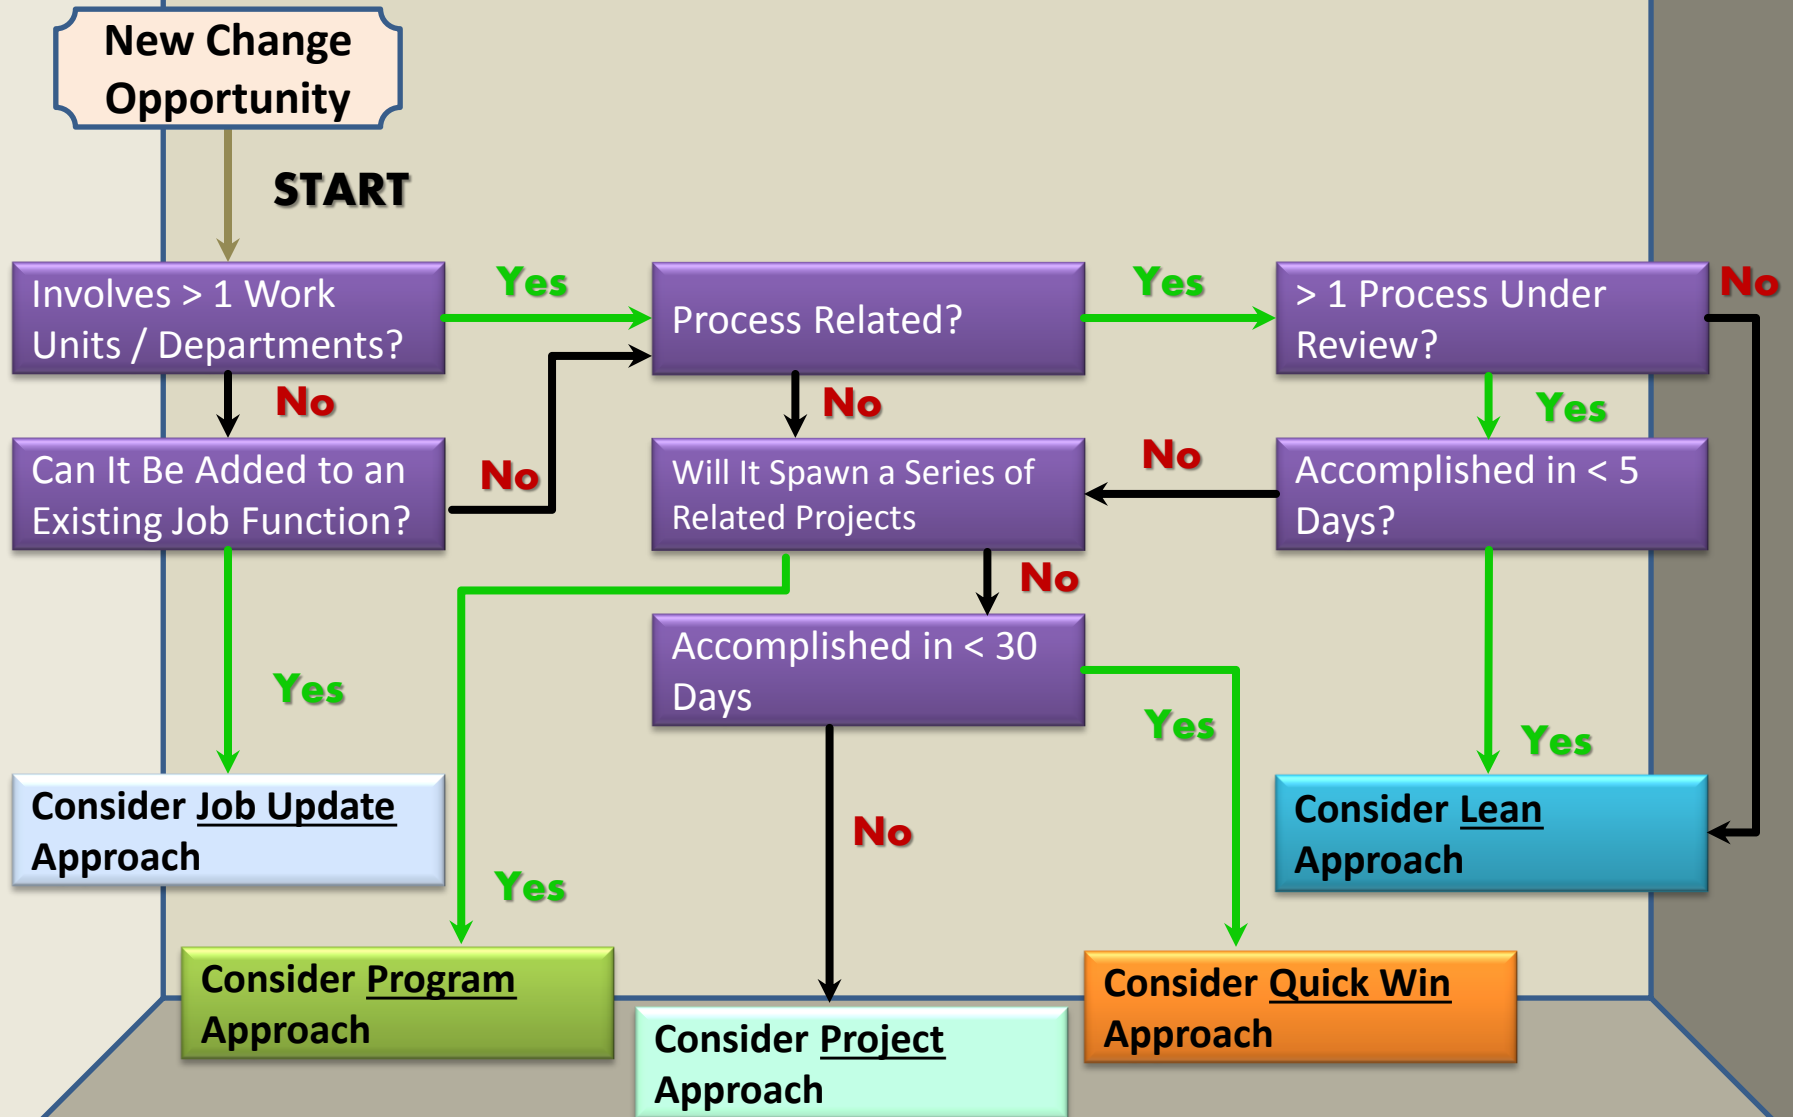 New Change
Opportunity
START
Involves > 1 Work
Units / Departments?
Yes
Process Related?
Yes
> 1 Process Under
Review?
No
No
No
Yes
Can It Be Added to an
Existing Job Function?
No
Will It Spawn a Series of
Related Projects
No
Accomplished in < 5
Days?
No
Accomplished in < 30
Days
Yes
Yes
Yes
Consider Job Update
Approach
Yes
No
Consider Lean
Approach
Consider Program
Approach
Consider Project
Approach
Consider Quick Win
Approach